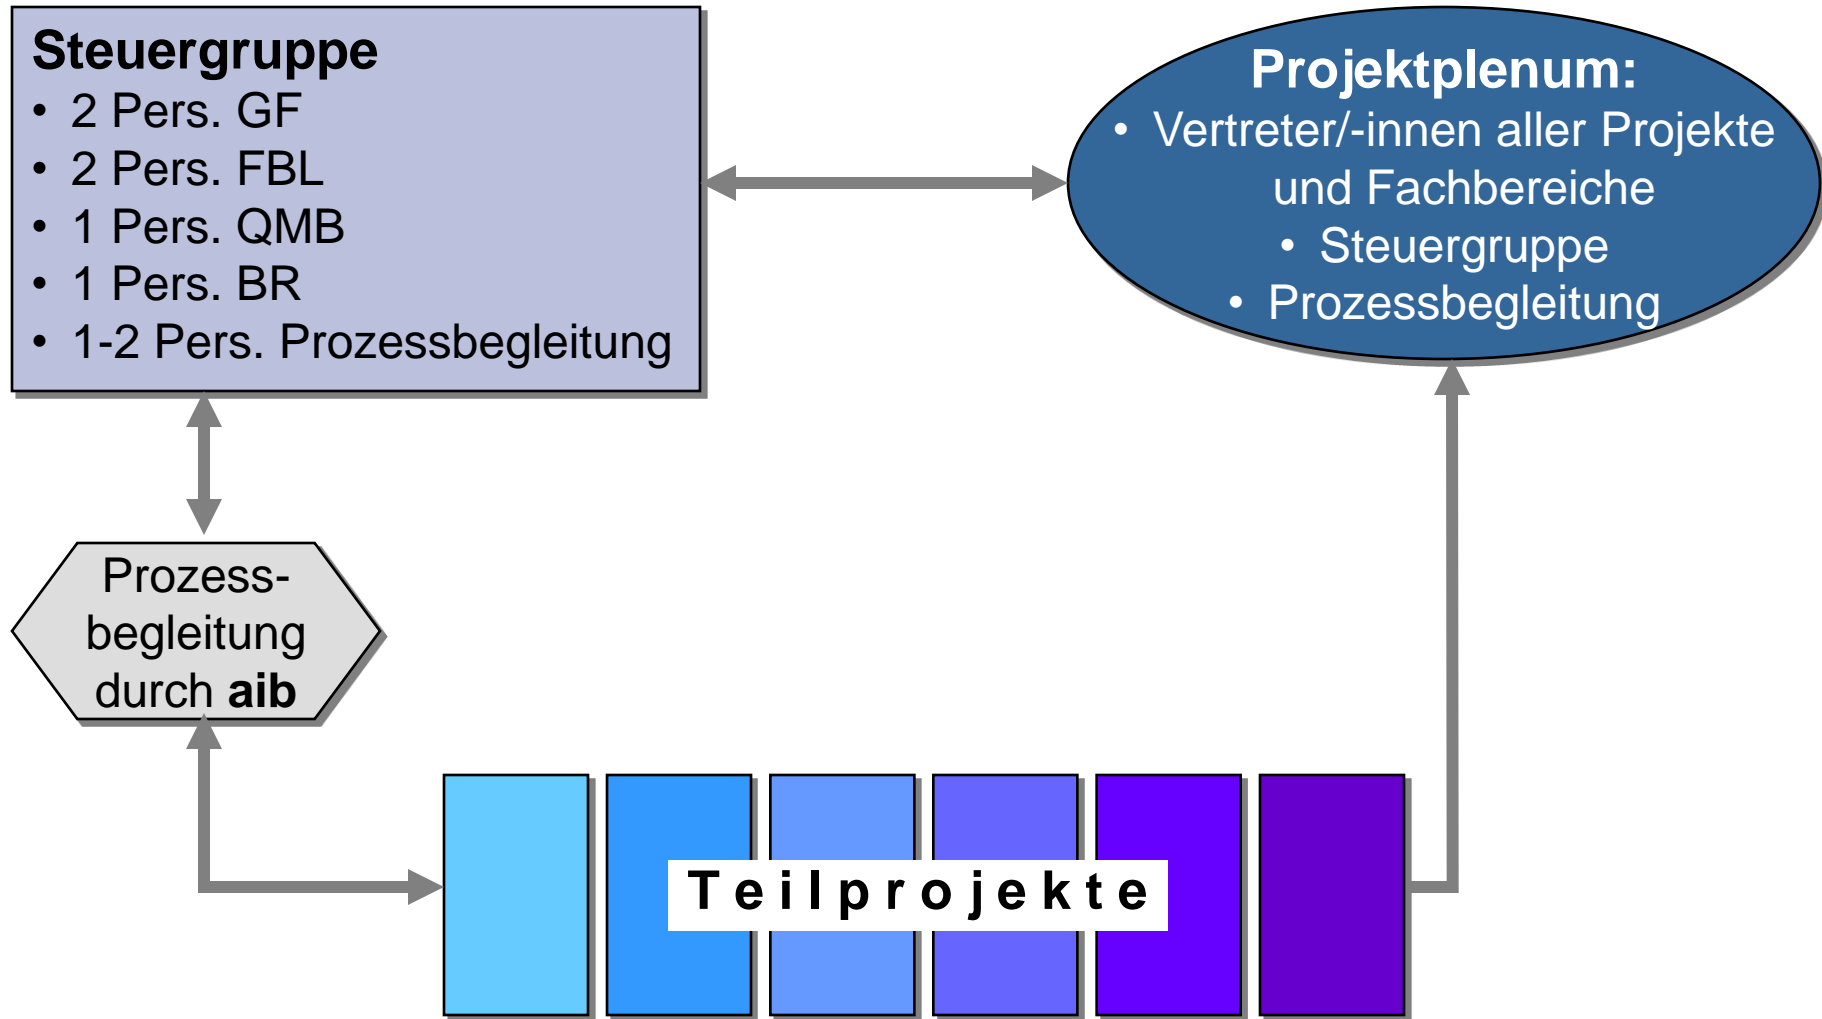 Steuergruppe
• 2 Pers. GF
• 2 Pers. FBL
• 1 Pers. QMB
• 1 Pers. BR
• 1-2 Pers. Prozessbegleitung
Projektplenum:
• Vertreter/-innen aller Projekte
und Fachbereiche
• Steuergruppe
• Prozessbegleitung
Prozess-
begleitung
durch aib
Teilprojekte